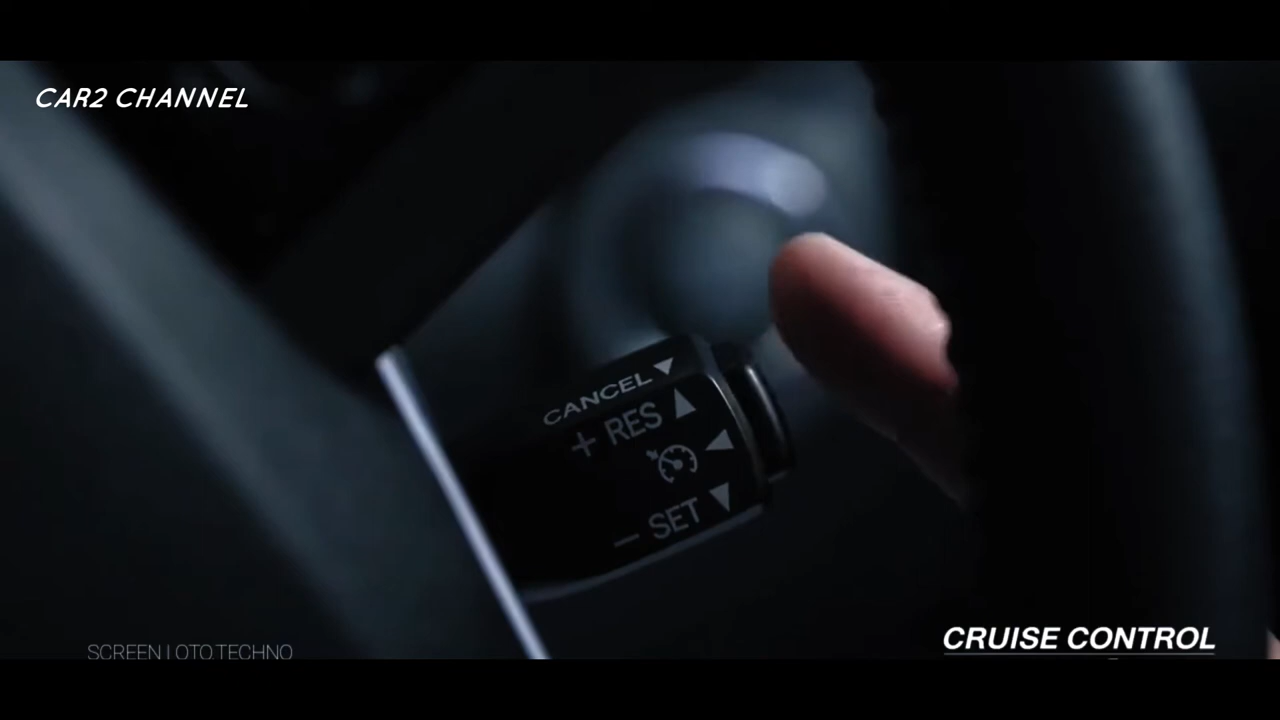 CAR2 CHANNEL
CANCEL ▼
+ RES ▲
— SET ▼
SCREEN | OTO.TECHNO
CRUISE CONTROL